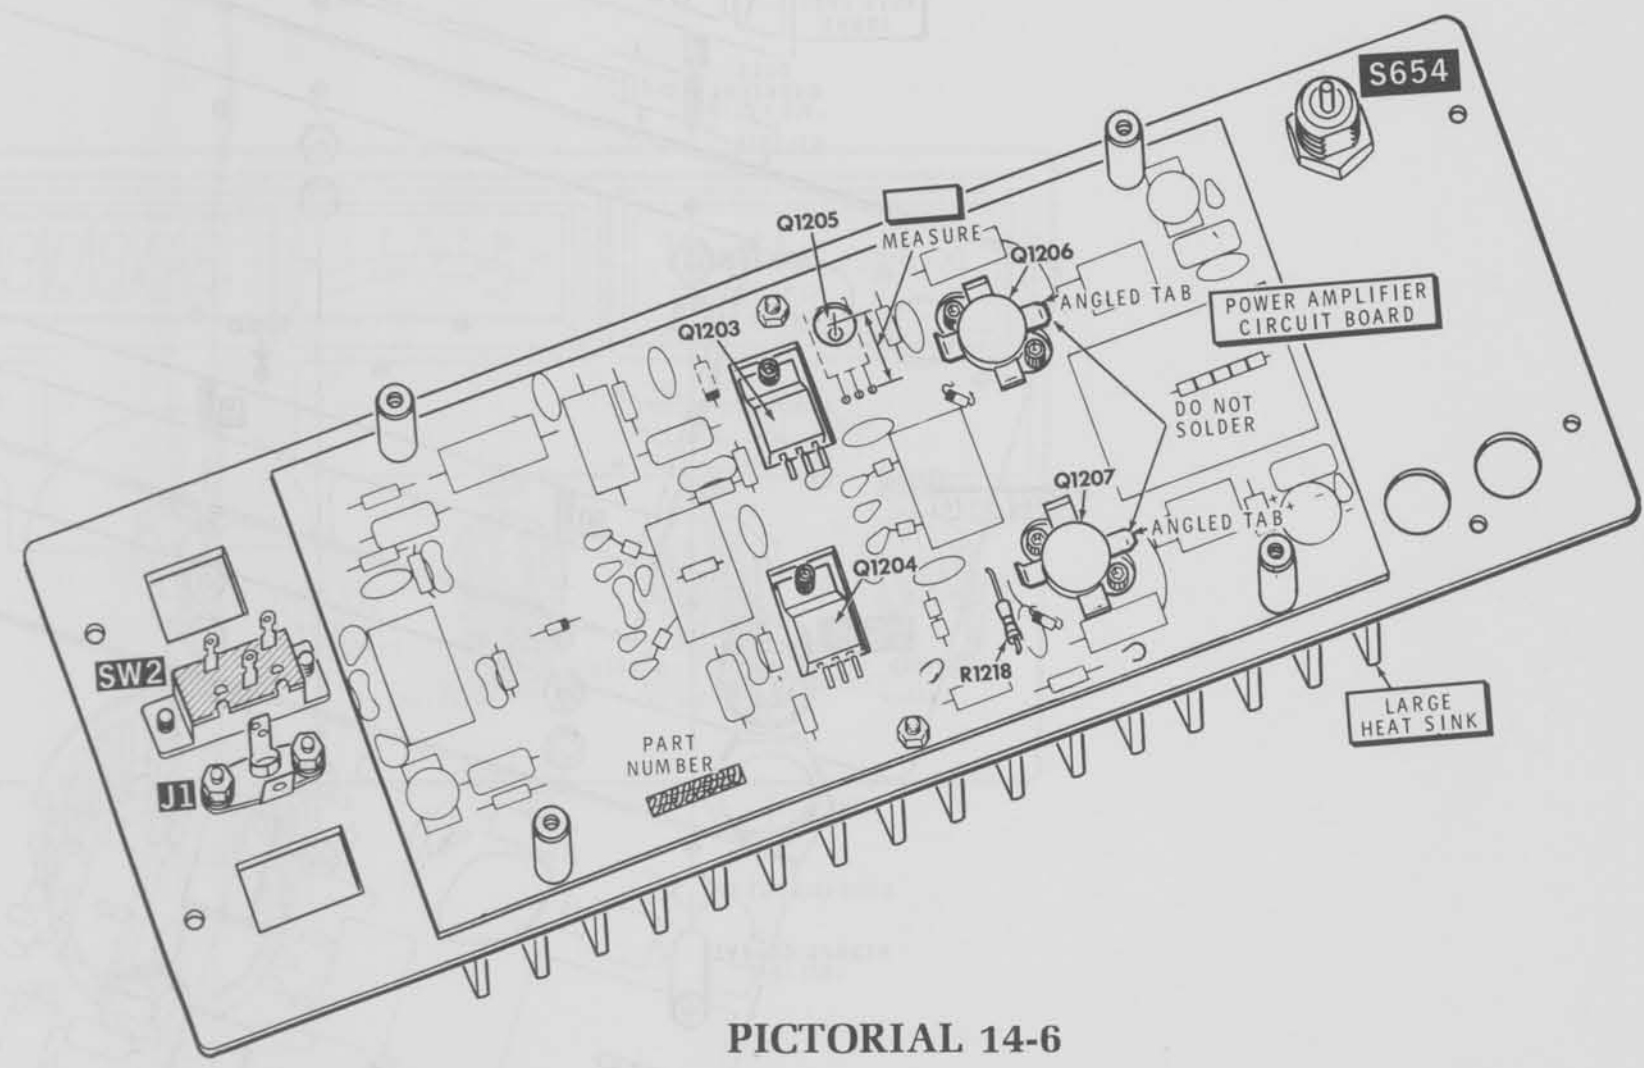 S654
Q1205
MEASURE
Q1206
ANGLED TAB
POWER AMPLIFIER
CIRCUIT BOARD
Q1203
DO NOT
SOLDER
Q1207
ANGLED TAB
Q1204
R1218
SW2
J1
PART
NUMBER
LARGE
HEAT SINK
PICTORIAL 14-6